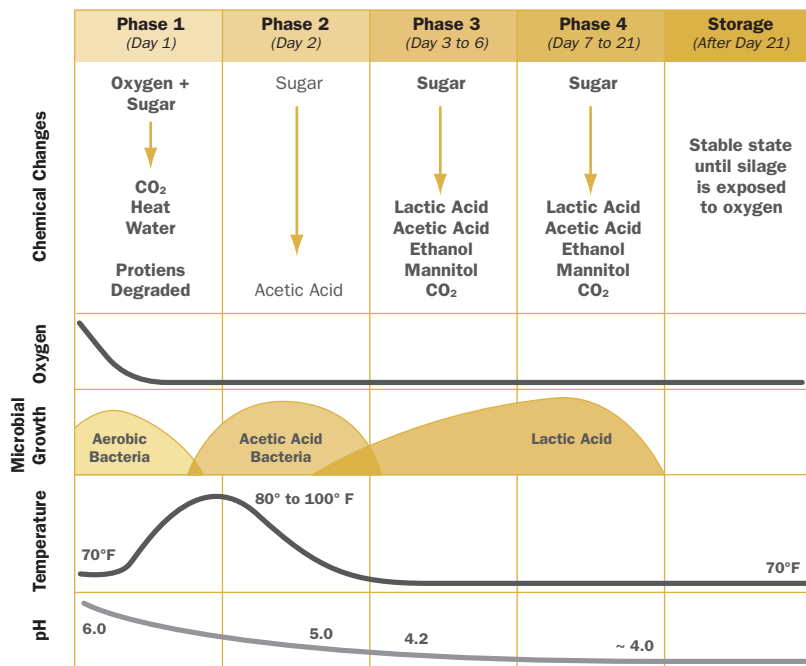 Phase 1
(Day 1)
Phase 2
(Day 2)
Phase 3
(Day 3 to 6)
Phase 4
(Day 7 to 21)
Storage
(After Day 21)
Chemical Changes
Oxygen +
Sugar
CO₂
Heat
Water
Protiens
Degraded
Sugar
Acetic Acid
Sugar
Lactic Acid
Acetic Acid
Ethanol
Mannitol
CO₂
Sugar
Lactic Acid
Acetic Acid
Ethanol
Mannitol
CO₂
Stable state
until silage
is exposed
to oxygen
Oxygen
Microbial
Growth
Aerobic
Bacteria
Acetic Acid
Bacteria
Lactic Acid
Temperature
70°F
80° to 100° F
70°F
pH
6.0
5.0
4.2
~ 4.0